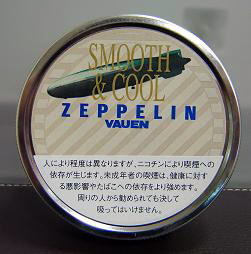 SMOOTH
& COOL
ZEPPELIN
VAUEN
人により程度は異なりますが、ニコチンにより喫煙への
依存が生じます。未成年者の喫煙は、健康に対す
る悪影響やたばこへの依存をより強めます。
周りの人から勧められても決して
吸ってはいけません。